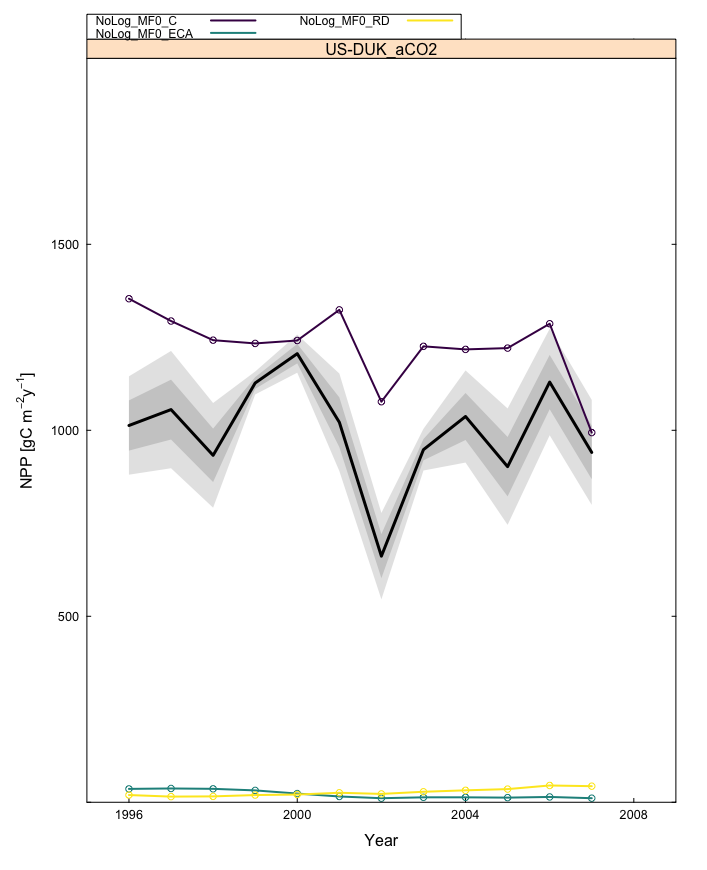 NoLog_MF0_C NoLog_MF0_RD
NoLog_MF0_ECA
US-DUK_aCO2
1500
1000
500
NPP [gC m−2y−1]
1996 2000 2004 2008
Year